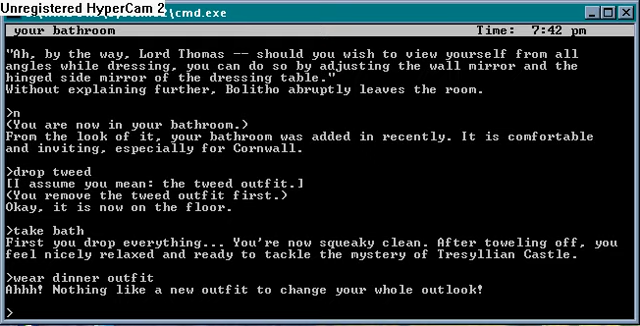 Unregistered HyperCam 2
cmd.exe
your bathroom Time: 7:42 pm
"Ah, by the way, Lord Thomas -- should you wish to view yourself from all
angles while dressing, you can do so by adjusting the wall mirror and the
hinged side mirror of the dressing table."
Without explaining further, Bolitho abruptly leaves the room.
>n
(You are now in your bathroom.)
From the look of it, your bathroom was added in recently. It is comfortable
and inviting, especially for Cornwall.
>drop tweed
[I assume you mean: the tweed outfit.]
(You remove the tweed outfit first.)
Okay, it is now on the floor.
>take bath
First you drop everything... You're now squeaky clean. After toweling off, you
feel nicely relaxed and ready to tackle the mystery of Tresyllian Castle.
>wear dinner outfit
Ahhh! Nothing like a new outfit to change your whole outlook!
>